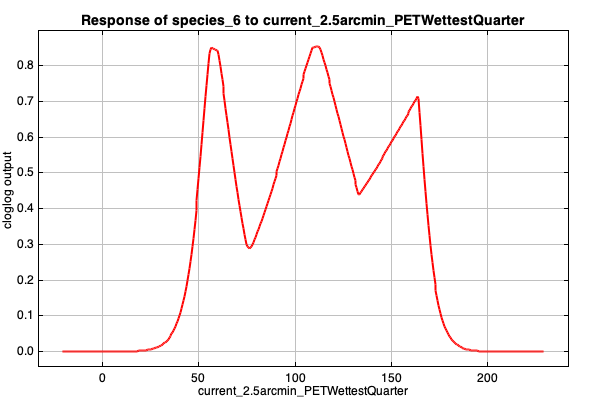 Response of species_6 to current_2.5arcmin_PETWettestQuarter
cloglog output
0.8
0.7
0.6
0.5
0.4
0.3
0.2
0.1
0.0
0 50 100 150 200
current_2.5arcmin_PETWettestQuarter